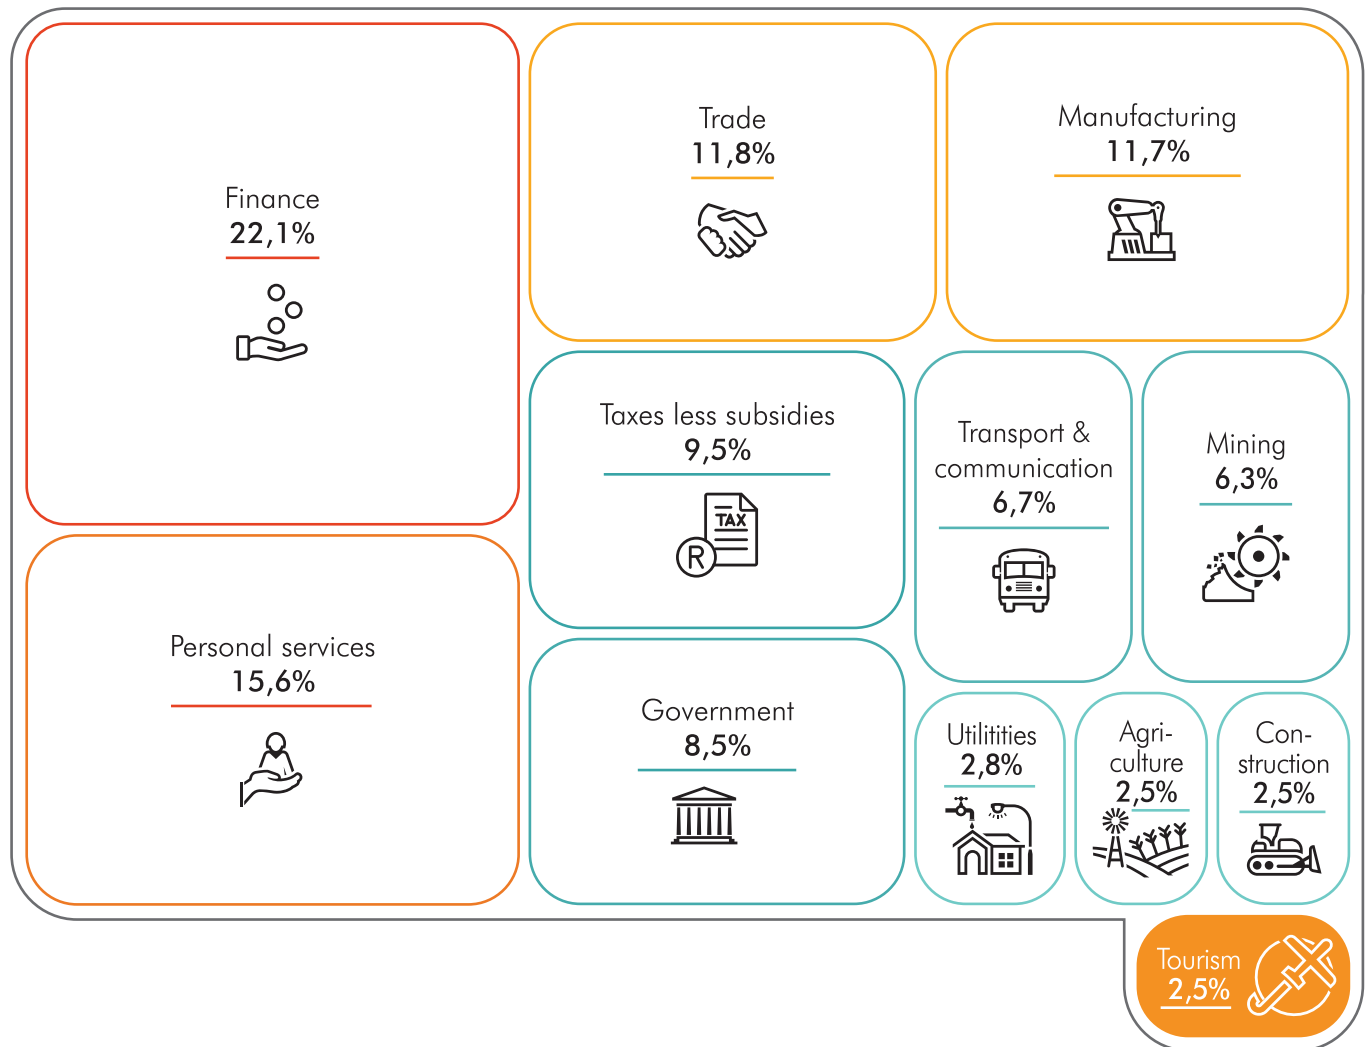 Finance
22,1%
Trade
11,8%
Manufacturing
11,7%
Taxes less subsidies
9,5%
TAX
R
Transport &
communication
6,7%
Mining
6,3%
Personal services
15,6%
Government
8,5%
Utilitities
2,8%
Agri-
culture
2,5%
Con-
struction
2,5%
Tourism
2,5%